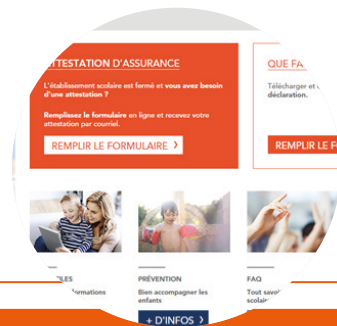 ATTESTATION D'ASSURANCE
L'établissement scolaire est fermé et vous avez besoin
d'une attestation ?
Remplissez le formulaire en ligne et recevez votre
attestation par courriel.
REMPLIR LE FORMULAIRE >
QUE FA
Télécharger et
déclaration.
REMPLIR LE F
ILES
formations
PRÉVENTION
Bien accompagner les
enfants
+ D'INFOS >
FAQ
Tout savoi
scolair